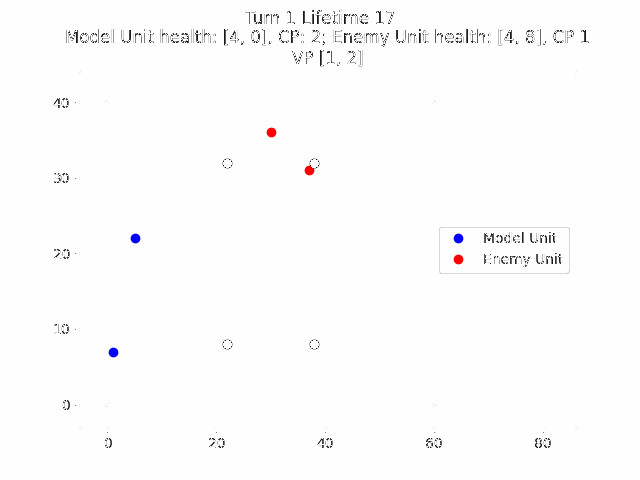 Turn 1 Lifetime 17
Model Unit health: [4, 0], CP: 2; Enemy Unit health: [4, 8], CP 1
VP [1, 2]
40
30
20
10
0
Model Unit
Enemy Unit
0 20 40 60 80